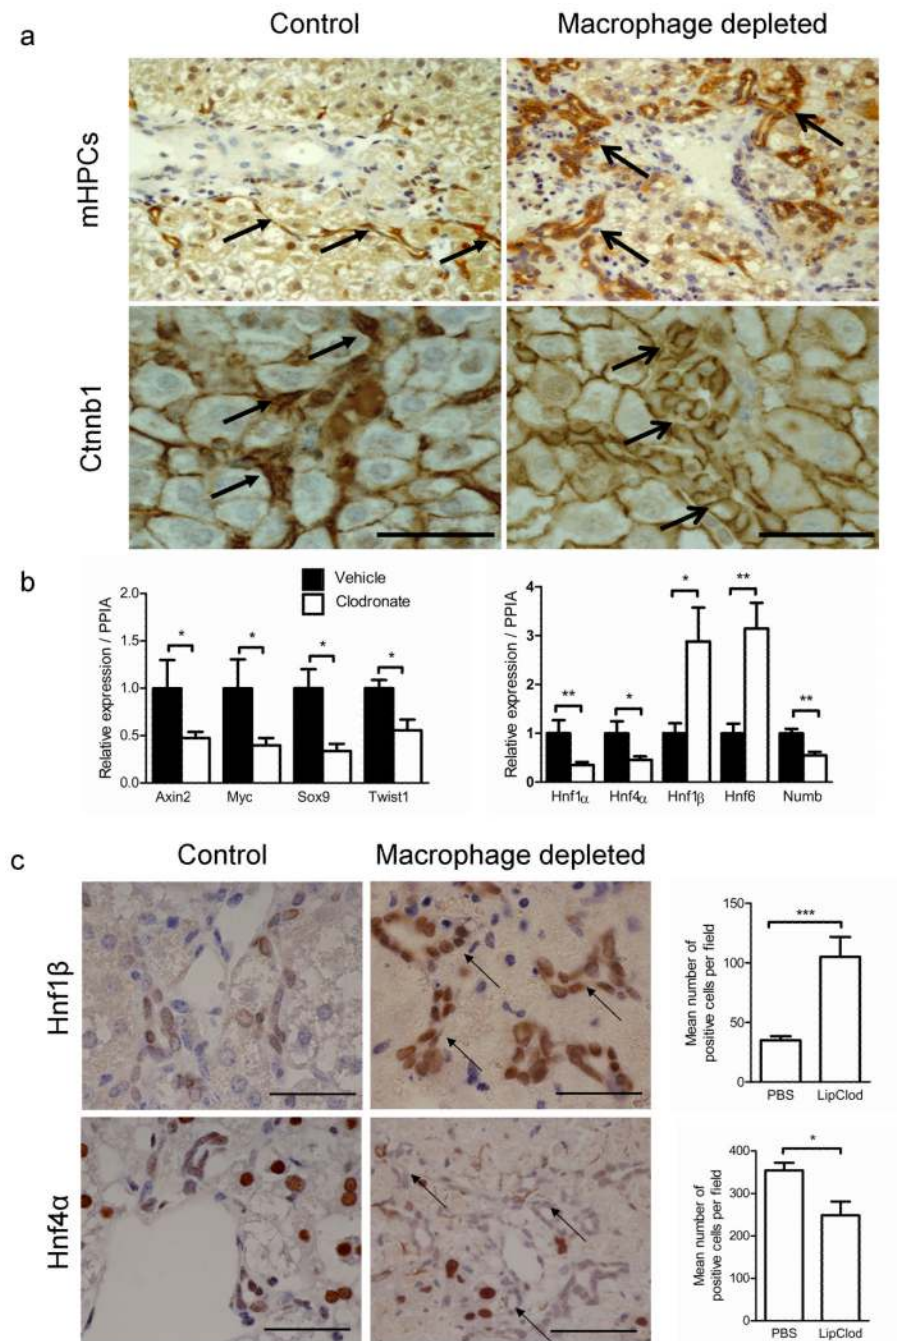 a
Control
Macrophage depleted
mHPCs
Ctnnb1
b
Relative expression / PPIA
2.0
1.5
1.0
0.5
0.0
Vehicle
Clodronate
*
*
*
*
Axin2
Myc
Sox9
Twist1
Relative expression / PPIA
4
3
2
1
0
**
*
*
**
**
Hnf1α
Hnf4α
Hnf1β
Hnf6
Numb
c
Control
Macrophage depleted
Hnf1β
Mean number of
positive cells per field
150
100
50
0
***
PBS
LipClod
Hnf4α
Mean number of
positive cells per field
400
300
200
100
0
*
PBS
LipClod